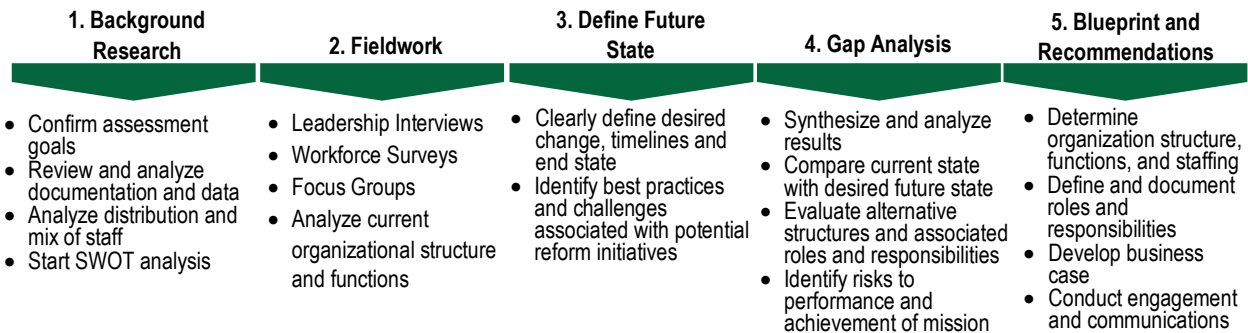 1. Background
Research
• Confirm assessment
goals
• Review and analyze
documentation and data
• Analyze distribution and
mix of staff
• Start SWOT analysis
2. Fieldwork
• Leadership Interviews
• Workforce Surveys
• Focus Groups
• Analyze current
organizational structure
and functions
3. Define Future
State
• Clearly define desired
change, timelines and
end state
• Identify best practices
and challenges
associated with potential
reform initiatives
4. Gap Analysis
• Synthesize and analyze
results
• Compare current state
with desired future state
• Evaluate alternative
structures and associated
roles and responsibilities
• Identify risks to
performance and
achievement of mission
5. Blueprint and
Recommendations
• Determine
organization structure,
functions, and staffing
• Define and document
roles and
responsibilities
• Develop business
case
• Conduct engagement
and communications